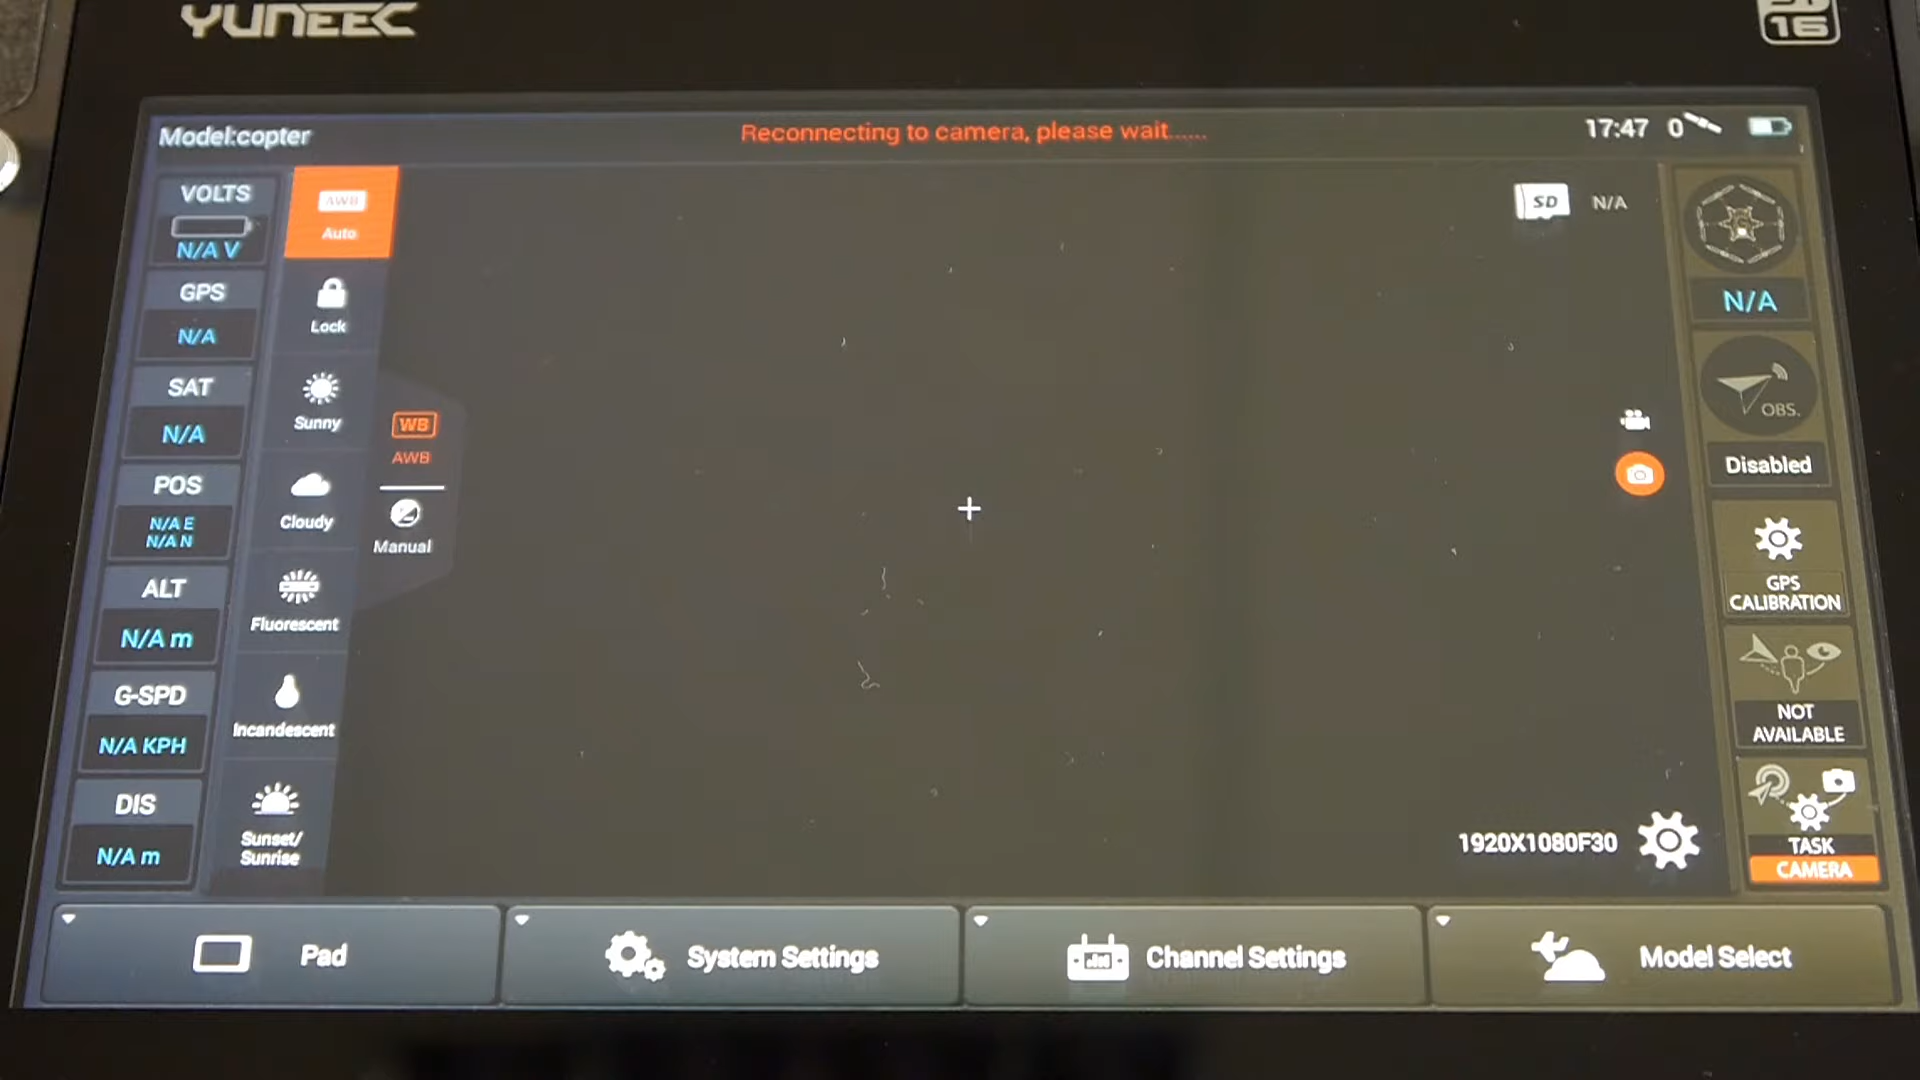 YUNEEC
16
Model:copter
Reconnecting to camera, please wait......
17:47
0
VOLTS
N/A V
GPS
N/A
SAT
N/A
POS
N/A E
N/A N
ALT
N/A m
G-SPD
N/A KPH
DIS
N/A m
AWB
Auto
Lock
Sunny
Cloudy
Fluorescent
Incandescent
Sunset/
Sunrise
WB
AWB
Manual
SD
N/A
1920X1080F30
N/A
OBS.
Disabled
GPS
CALIBRATION
NOT
AVAILABLE
TASK
CAMERA
Pad
System Settings
Channel Settings
Model Select